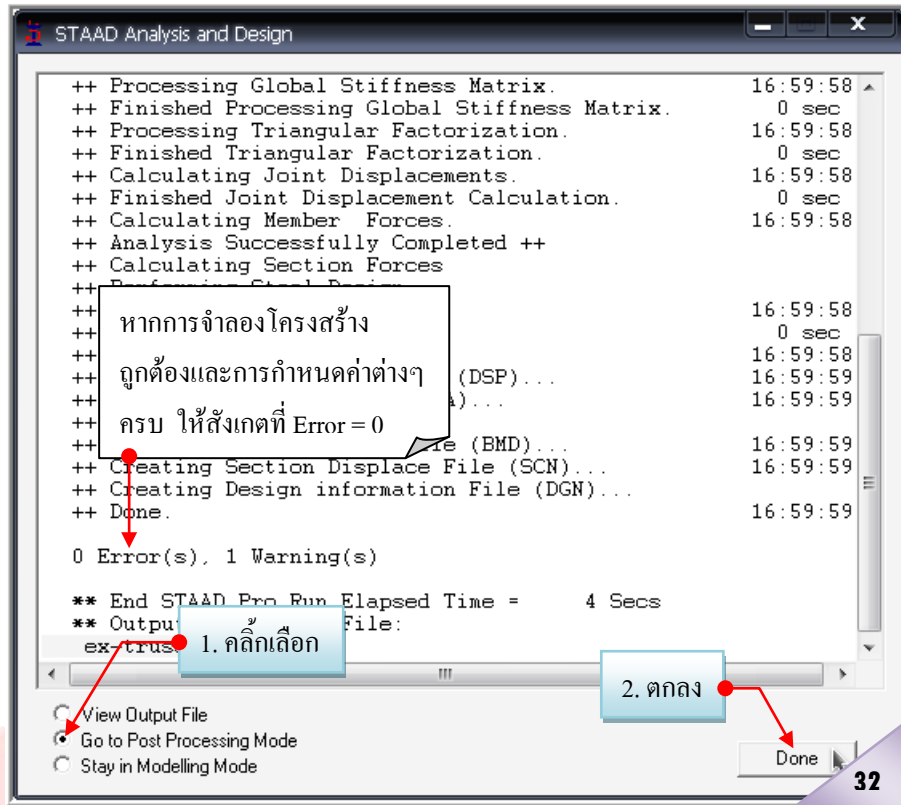 STAAD Analysis and Design
++ Processing Global Stiffness Matrix. 16:59:58
++ Finished Processing Global Stiffness Matrix. 0 sec
++ Processing Triangular Factorization. 16:59:58
++ Finished Triangular Factorization. 0 sec
++ Calculating Joint Displacements. 16:59:58
++ Finished Joint Displacement Calculation. 0 sec
++ Calculating Member Forces. 16:59:58
++ Analysis Successfully Completed ++
++ Calculating Section Forces
++ Performing Steel Design
++ 16:59:58
++ 0 sec
++ 16:59:58
++ (DSP)... 16:59:59
++ )... 16:59:59
++
++ (BMD)... 16:59:59
++ Creating Section Displace File (SCN)... 16:59:59
++ Creating Design information File (DGN)...
++ Done. 16:59:59
หากการจำลองโครงสร้าง
ถูกต้องและการกำหนดค่าต่างๆ
ครบ ให้สังเกตที่ Error = 0
0 Error(s), 1 Warning(s)
** End STAAD.Pro Run Elapsed Time = 4 Secs
** Outpu File:
ex-trus
1. คลิ้กเลือก
2. ตกลง
View Output File
Go to Post Processing Mode
Stay in Modelling Mode
Done
32